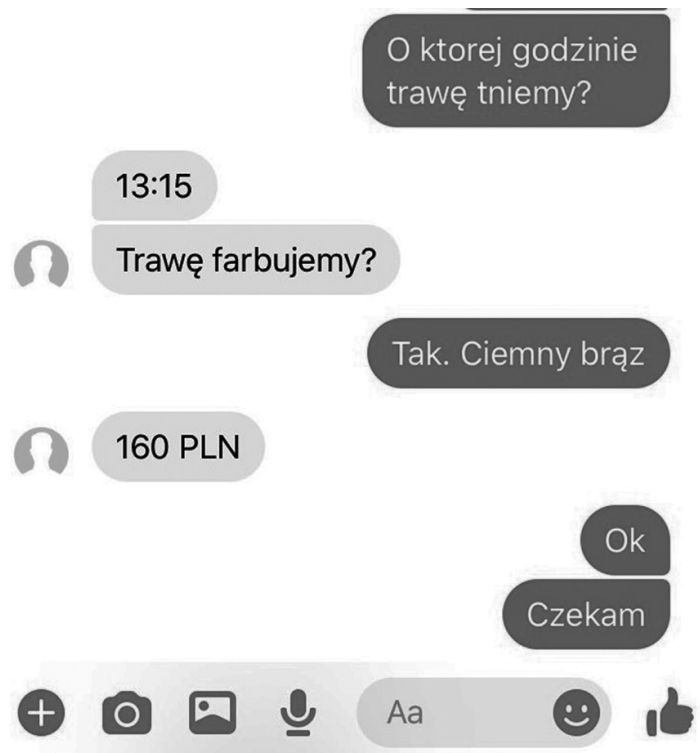 O ktorej godzinie
trawę tniemy?
13:15
Trawę farbujemy?
Tak. Ciemny brąz
160 PLN
Ok
Czekam
Aa